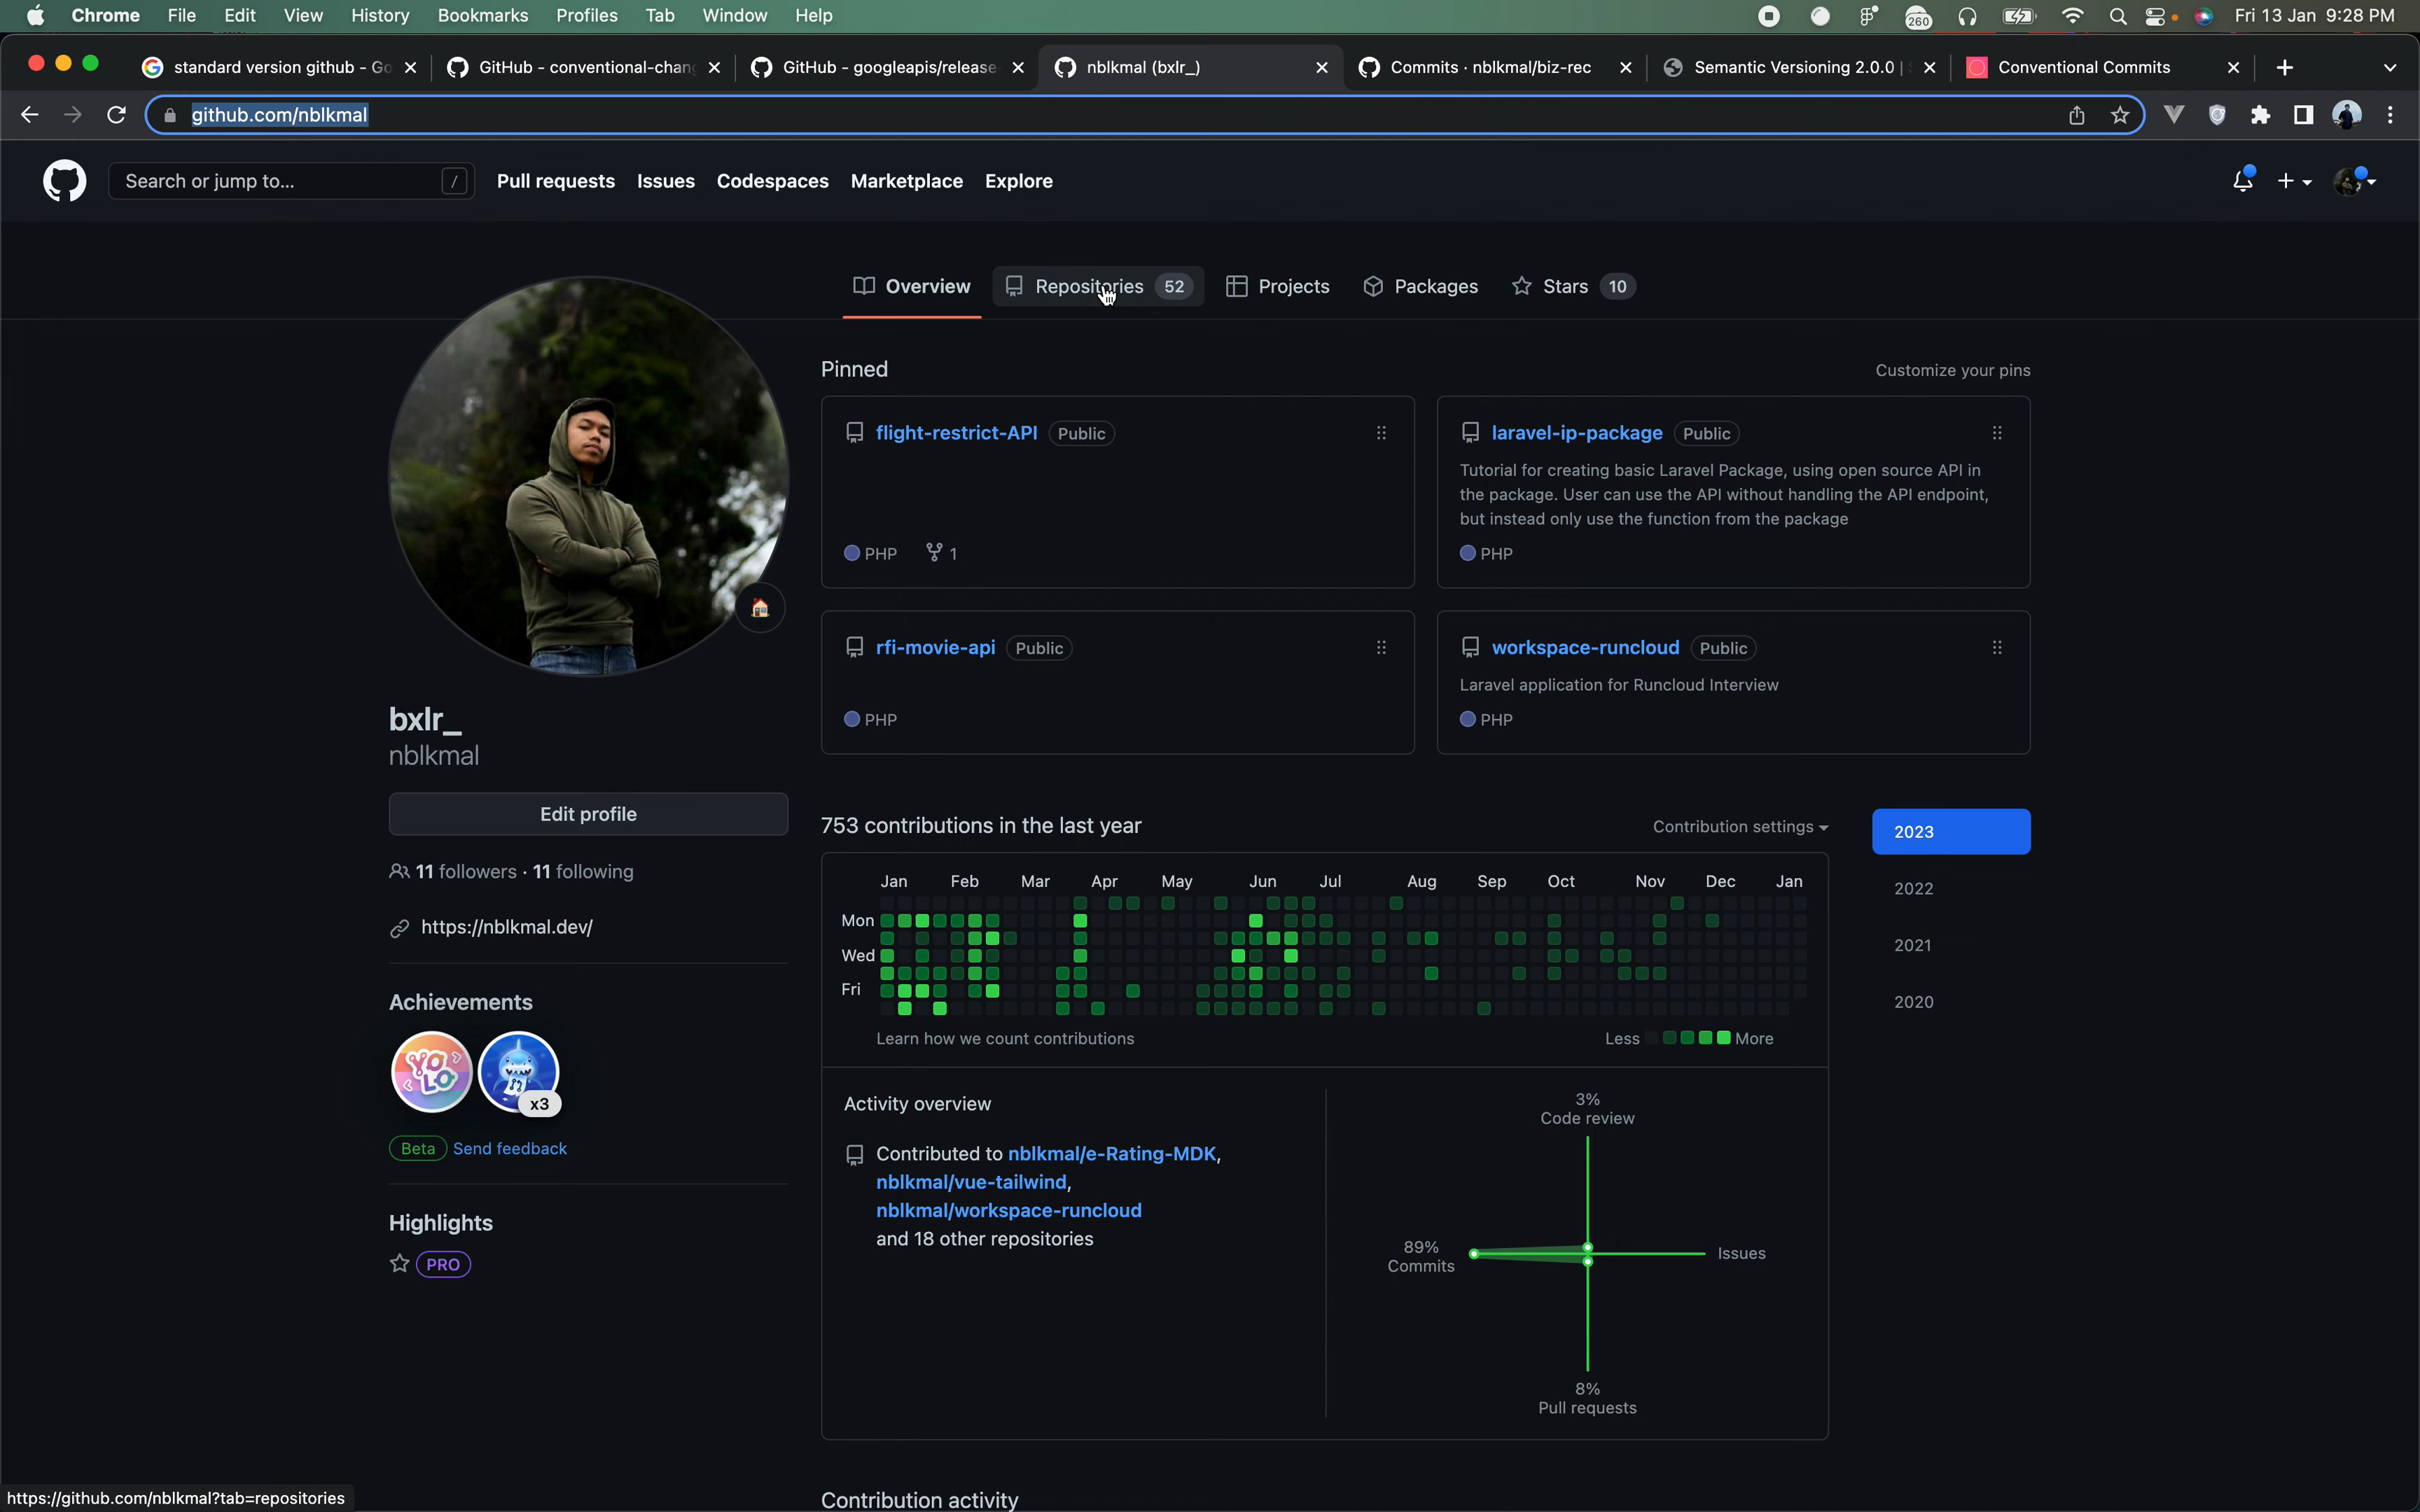 Chrome File Edit View History Bookmarks Profiles Tab Window Help 260 Fri 13 Jan 9:28 PM
standard version github - Go GitHub - conventional-chan GitHub - googleapis/release- nblkmal (bxlr_) Commits · nblkmal/biz-rec Semantic Versioning 2.0.0 | Conventional Commits
github.com/nblkmal
Search or jump to... / Pull requests Issues Codespaces Marketplace Explore
Overview Repositories 52 Projects Packages Stars 10
Pinned Customize your pins
flight-restrict-API Public
PHP 1
laravel-ip-package Public
Tutorial for creating basic Laravel Package, using open source API in
the package. User can use the API without handling the API endpoint,
but instead only use the function from the package
PHP
rfi-movie-api Public
PHP
workspace-runcloud Public
Laravel application for Runcloud Interview
PHP
bxlr_
nblkmal
Edit profile
11 followers · 11 following
https://nblkmal.dev/
Achievements
YOLO
x3
Beta Send feedback
Highlights
PRO
753 contributions in the last year Contribution settings
2023
2022
2021
2020
Jan Feb Mar Apr May Jun Jul Aug Sep Oct Nov Dec Jan
Mon
Wed
Fri
Learn how we count contributions Less More
Activity overview
Contributed to nblkmal/e-Rating-MDK,
nblkmal/vue-tailwind,
nblkmal/workspace-runcloud
and 18 other repositories
3%
Code review
89%
Commits
Issues
8%
Pull requests
Contribution activity
https://github.com/nblkmal?tab=repositories